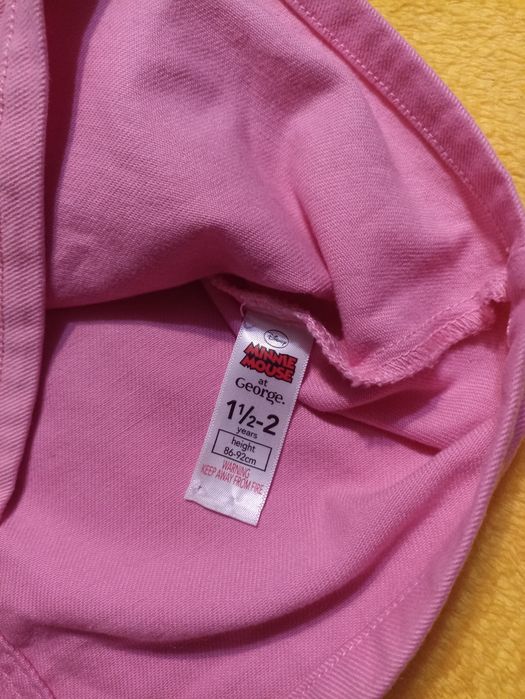 Disney
MINNIE
MOUSE
at
George.
1½-2
years
height
86-92cm
WARNING
KEEP AWAY FROM FIRE